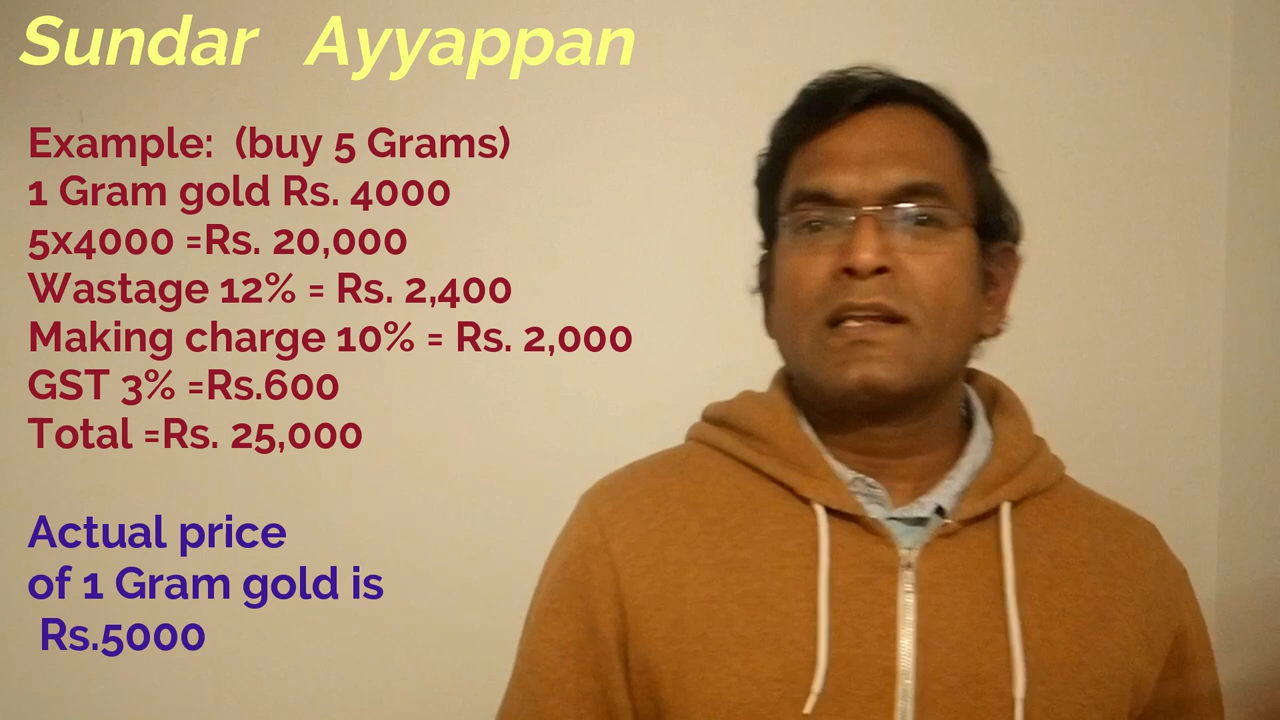 Sundar Ayyappan
Example: (buy 5 Grams)
1 Gram gold Rs. 4000
5x4000 =Rs. 20,000
Wastage 12% = Rs. 2,400
Making charge 10% = Rs. 2,000
GST 3% =Rs.600
Total =Rs. 25,000
Actual price
of 1 Gram gold is
Rs.5000